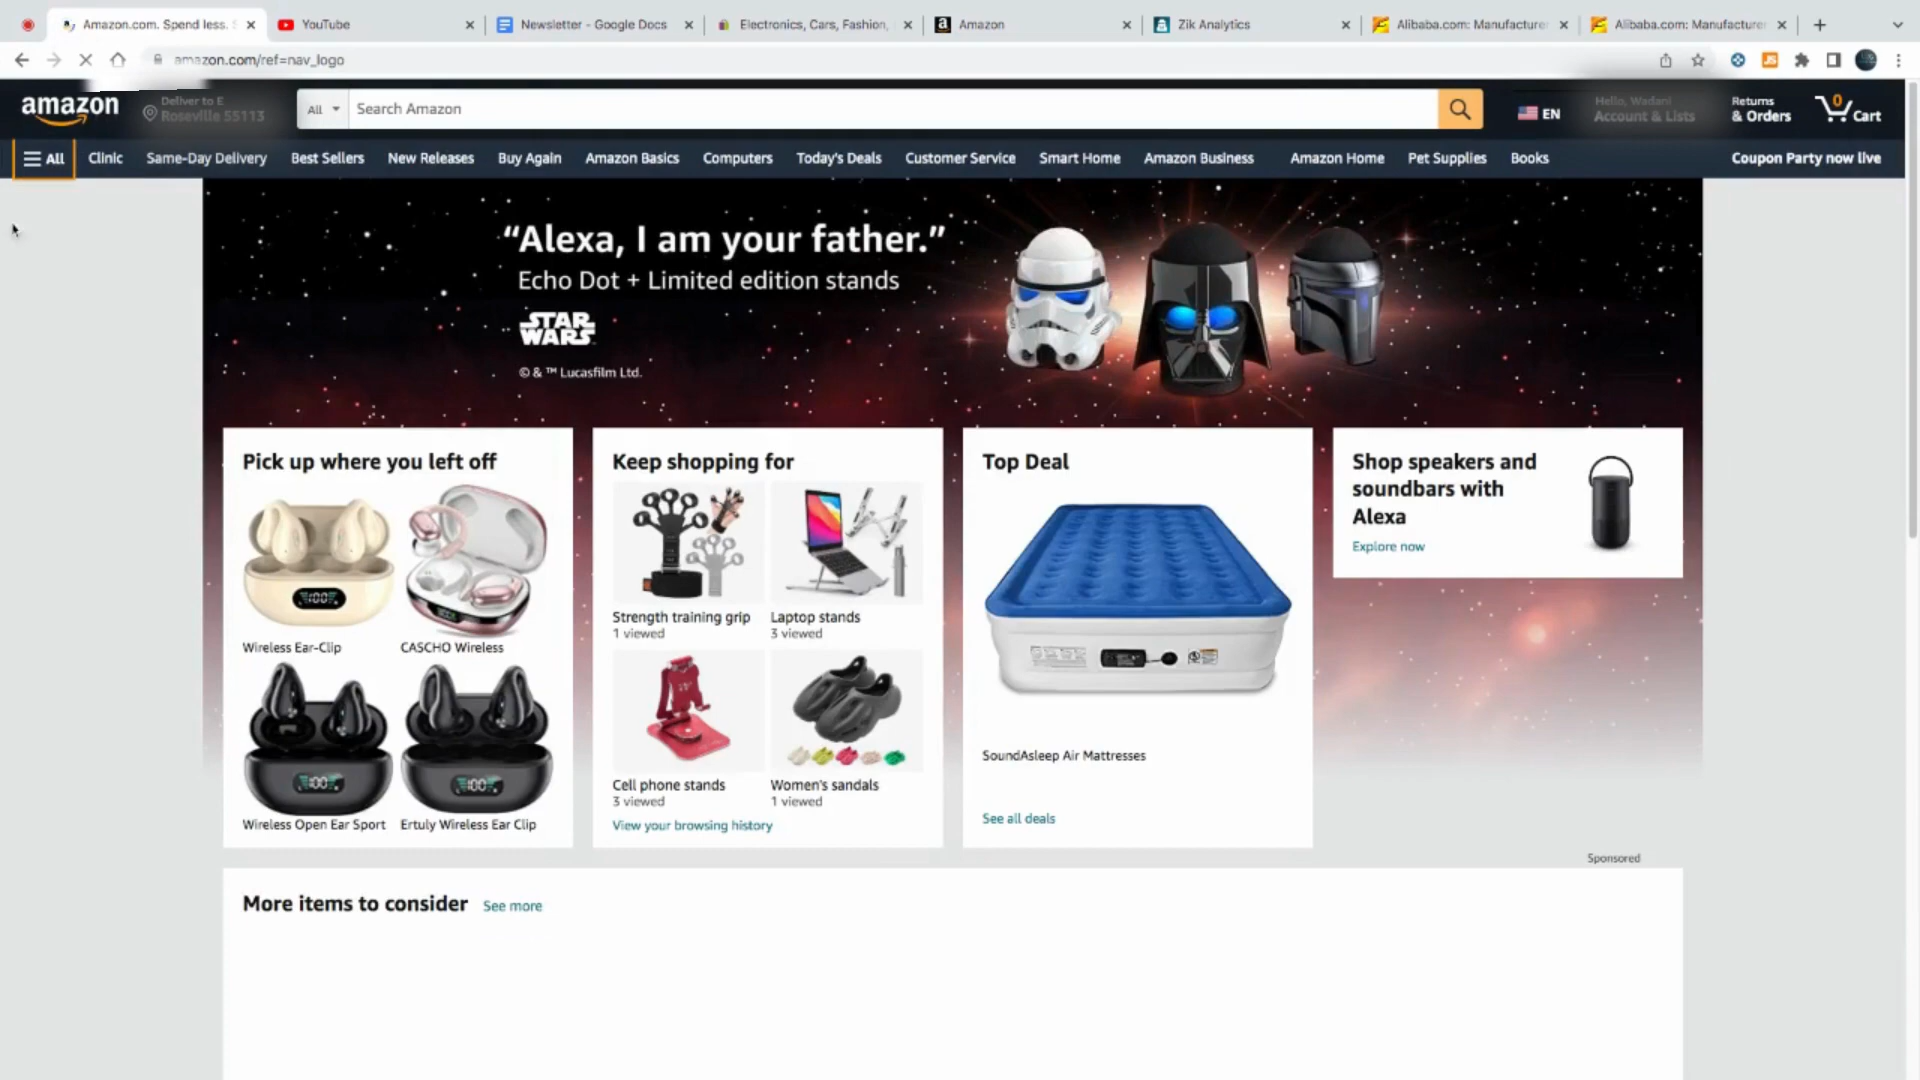 Amazon.com. Spend less.
YouTube
Newsletter - Google Docs
Electronics, Cars, Fashion,
Amazon
Zik Analytics
Alibaba.com: Manufacturer
Alibaba.com: Manufacturer
amazon.com/ref=nav_logo
JS
amazon
Deliver to E
Roseville 55113
All
Search Amazon
EN
Hello, Wadani
Account & Lists
Returns
& Orders
0
Cart
All
Clinic
Same-Day Delivery
Best Sellers
New Releases
Buy Again
Amazon Basics
Computers
Today's Deals
Customer Service
Smart Home
Amazon Business
Amazon Home
Pet Supplies
Books
Coupon Party now live
“Alexa, I am your father.”
Echo Dot + Limited edition stands
STAR
WARS
© & ™ Lucasfilm Ltd.
Pick up where you left off
100
Wireless Ear-Clip
CASCHO Wireless
100
100
Wireless Open Ear Sport
Ertuly Wireless Ear Clip
Keep shopping for
Strength training grip
1 viewed
Laptop stands
3 viewed
Cell phone stands
3 viewed
Women's sandals
1 viewed
View your browsing history
Top Deal
SoundAsleep Air Mattresses
See all deals
Shop speakers and
soundbars with
Alexa
Explore now
Sponsored
More items to consider
See more